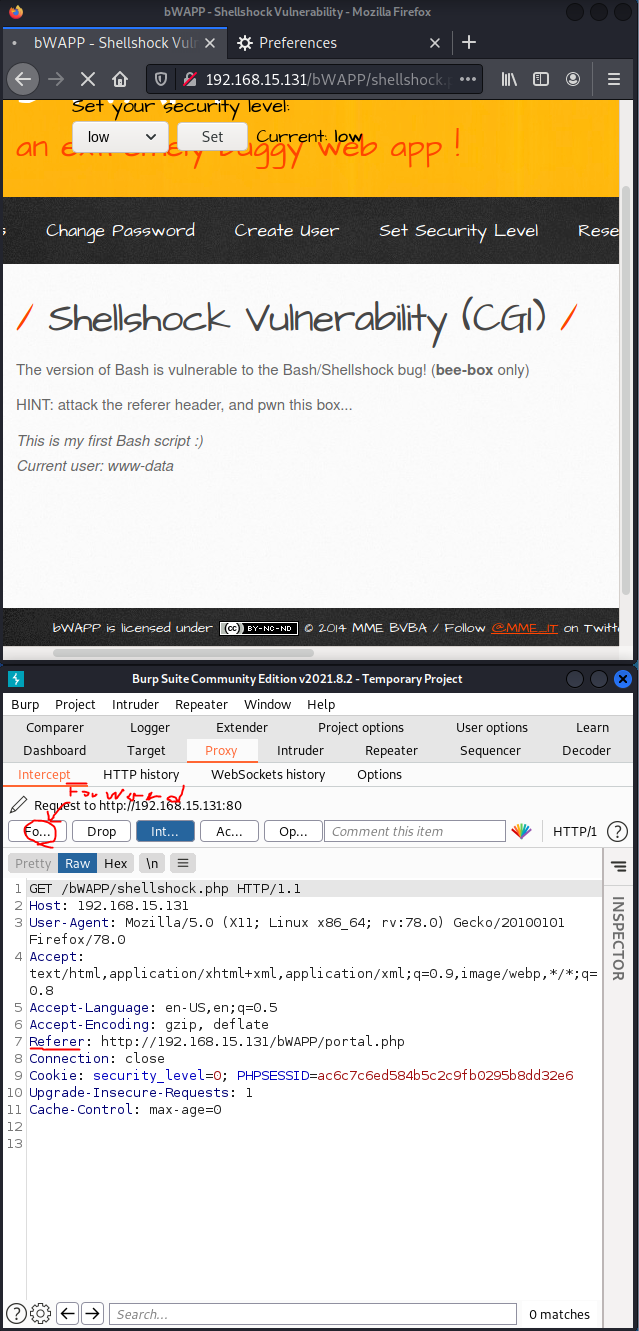 bWAPP - Shellshock Vulnerability - Mozilla Firefox
bWAPP - Shellshock Vuln
Preferences
192.168.15.131/bWAPP/shellshock.p
Set your security level:
low
Set
Current: low
an extremely buggy web app !
Change Password
Create User
Set Security Level
Rese
/ Shellshock Vulnerability (CGI) /
The version of Bash is vulnerable to the Bash/Shellshock bug! (bee-box only)
HINT: attack the referer header, and pwn this box...
This is my first Bash script :)
Current user: www-data
bWAPP is licensed under (cc) BY-NC-ND © 2014 MME BVBA / Follow @MME_IT on Twitt
Burp Suite Community Edition v2021.8.2 - Temporary Project
Burp Project Intruder Repeater Window Help
Comparer Logger Extender Project options User options Learn
Dashboard Target Proxy Intruder Repeater Sequencer Decoder
Intercept HTTP history WebSockets history Options
Forward
Request to http://192.168.15.131:80
Fo... Drop Int... Ac... Op... Comment this item HTTP/1 ?
Pretty Raw Hex \n
1 GET /bWAPP/shellshock.php HTTP/1.1
2 Host: 192.168.15.131
3 User-Agent: Mozilla/5.0 (X11; Linux x86_64; rv:78.0) Gecko/20100101
Firefox/78.0
4 Accept:
text/html,application/xhtml+xml,application/xml;q=0.9,image/webp,*/*;q=
0.8
5 Accept-Language: en-US,en;q=0.5
6 Accept-Encoding: gzip, deflate
7 Referer: http://192.168.15.131/bWAPP/portal.php
8 Connection: close
9 Cookie: security_level=0; PHPSESSID=ac6c7c6ed584b5c2c9fb0295b8dd32e6
10 Upgrade-Insecure-Requests: 1
11 Cache-Control: max-age=0
12
13
INSPECTOR
? Search... 0 matches